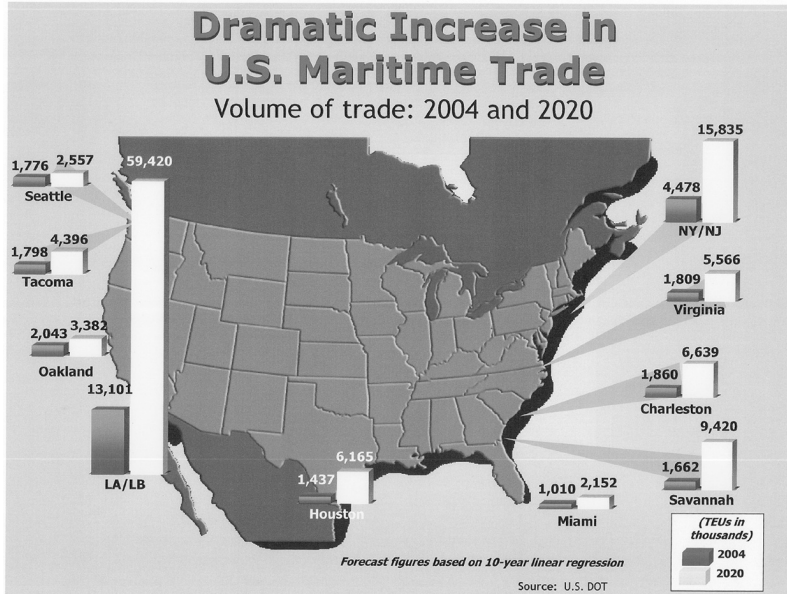 Dramatic Increase in
U.S. Maritime Trade
Volume of trade: 2004 and 2020
1,776 2,557
Seattle
1,798 4,396
Tacoma
2,043 3,382
Oakland
13,101 59,420
LA/LB
1,437 6,165
Houston
1,010 2,152
Miami
4,478 15,835
NY/NJ
1,809 5,566
Virginia
1,860 6,639
Charleston
1,662 9,420
Savannah
(TEUs in
thousands)
2004
2020
Forecast figures based on 10-year linear regression
Source: U.S. DOT